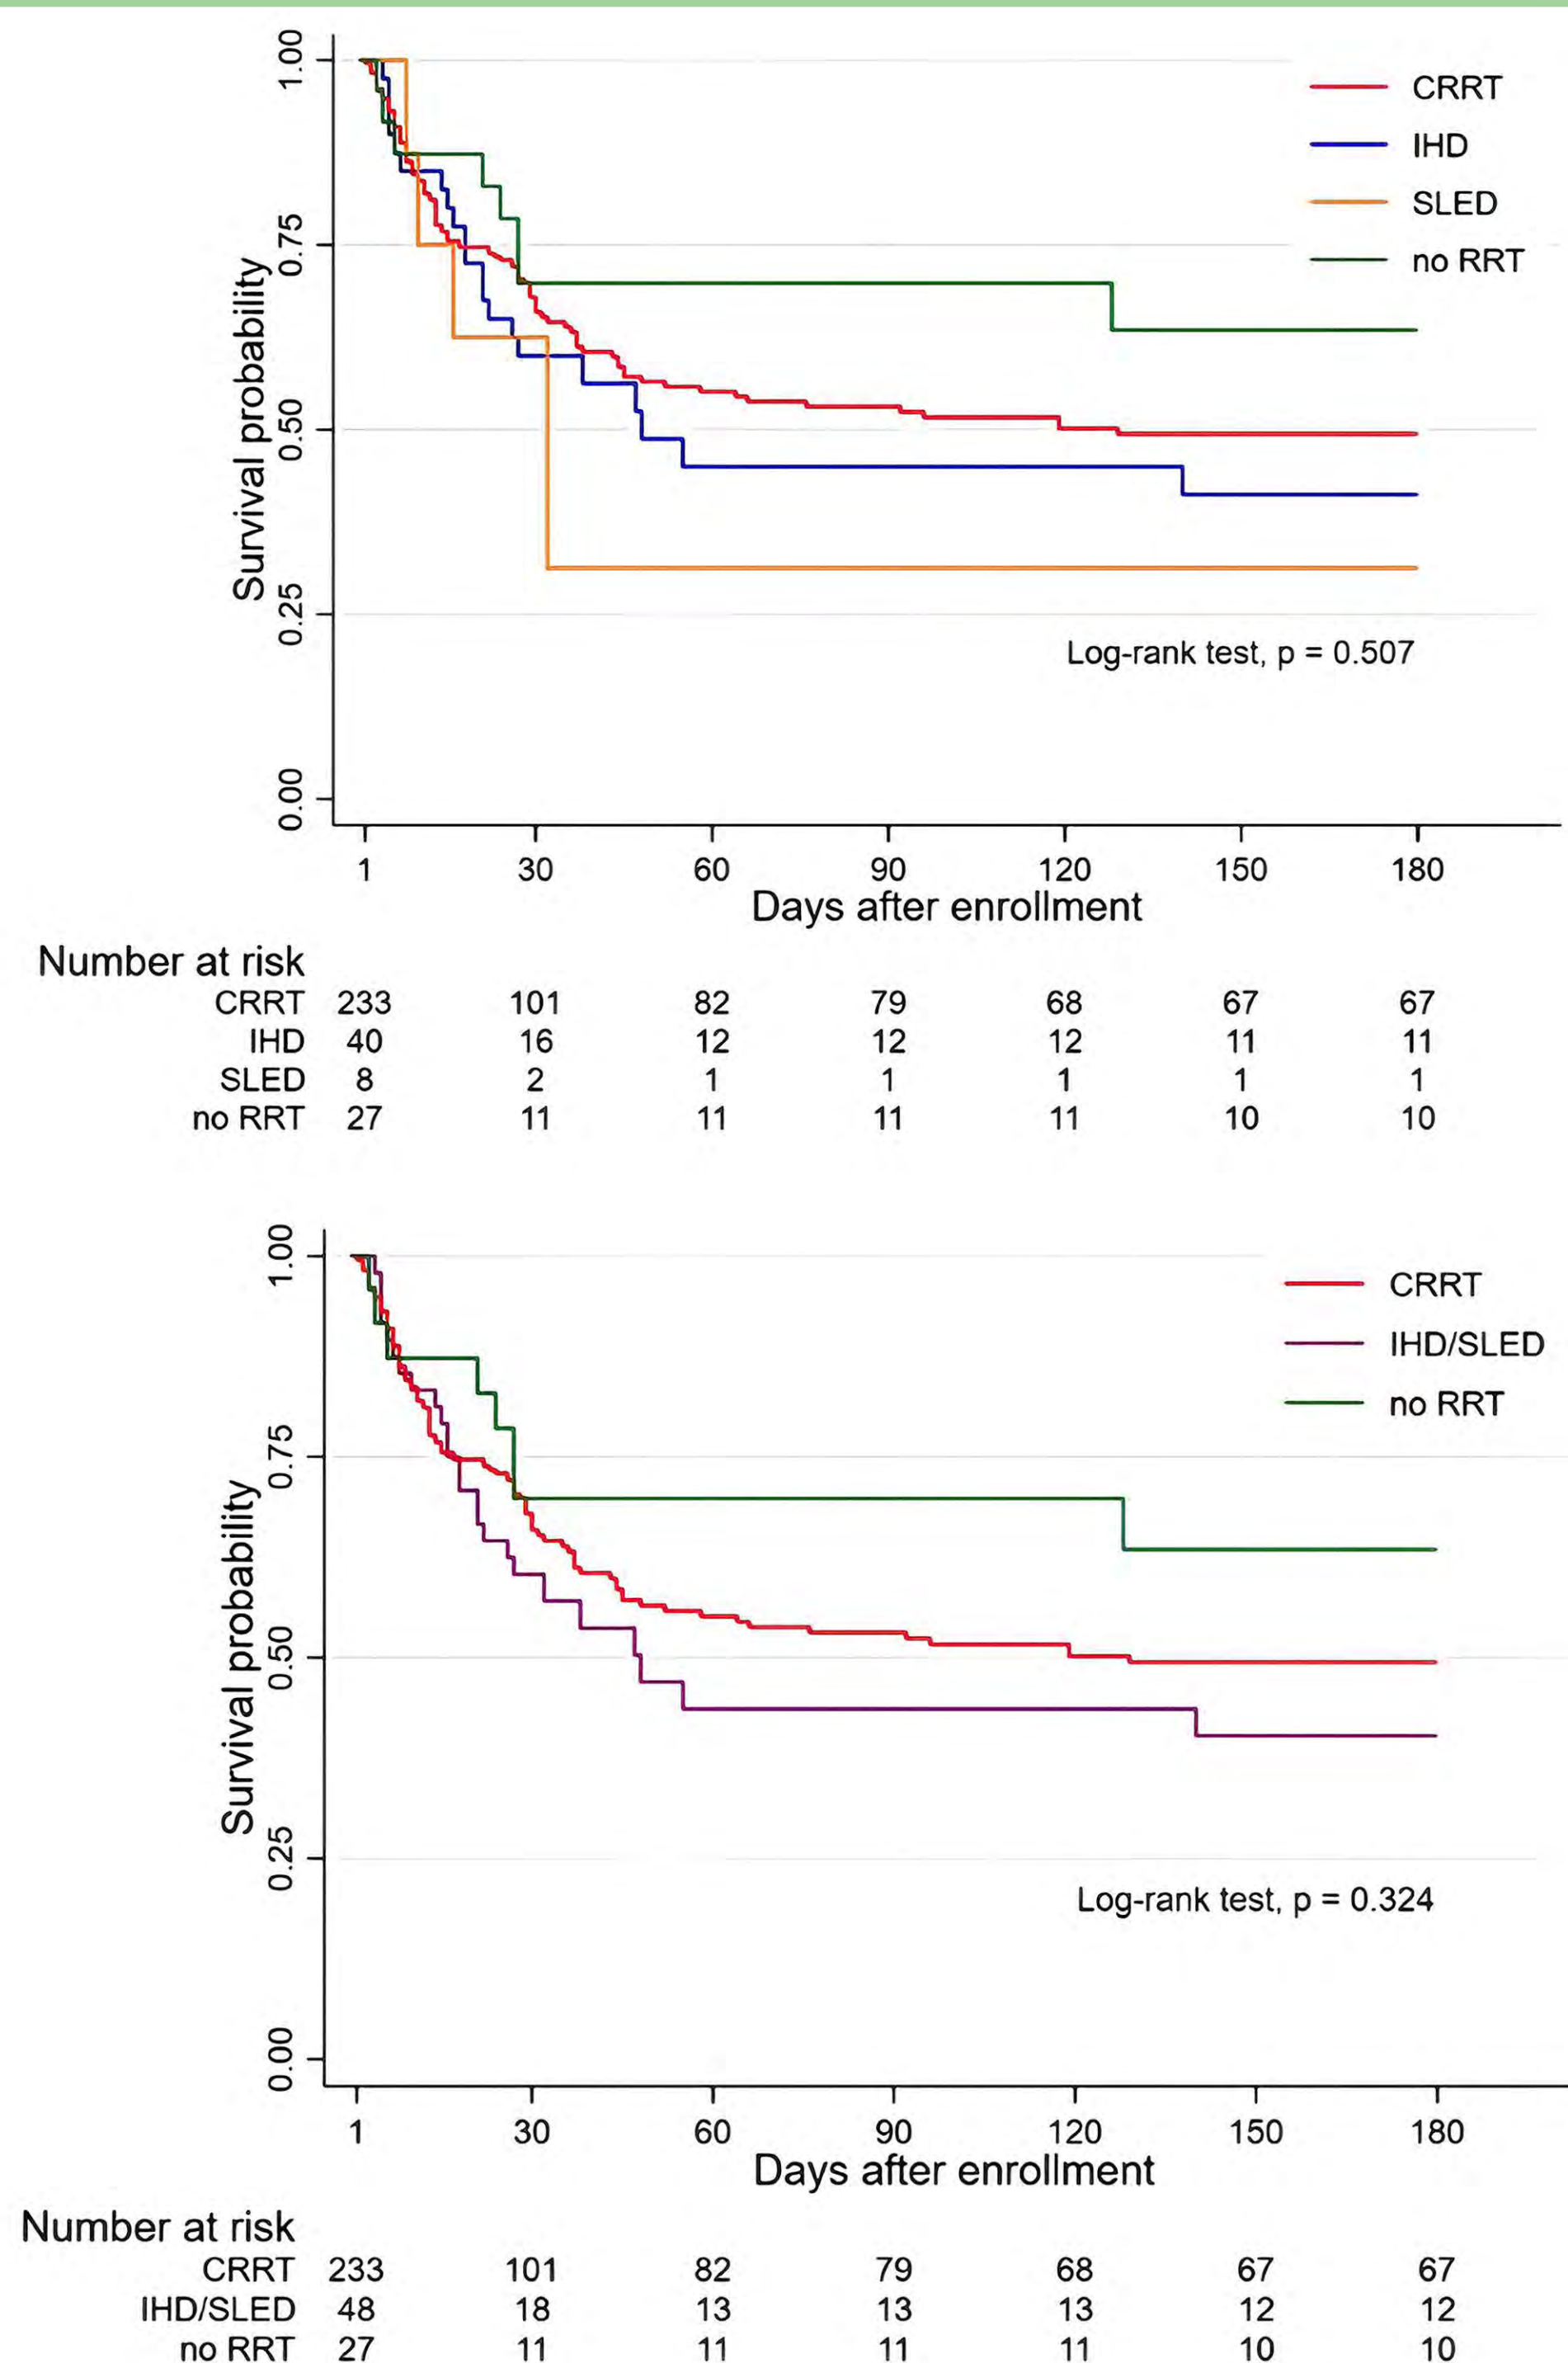 1.00
0.75
0.50
0.25
0.00
Survival probability
CRRT
IHD
SLED
no RRT
Log-rank test, p = 0.507
1 30 60 90 120 150 180
Days after enrollment
Number at risk
CRRT 233 101 82 79 68 67 67
IHD 40 16 12 12 12 11 11
SLED 8 2 1 1 1 1 1
no RRT 27 11 11 11 11 10 10
1.00
0.75
0.50
0.25
0.00
Survival probability
CRRT
IHD/SLED
no RRT
Log-rank test, p = 0.324
1 30 60 90 120 150 180
Days after enrollment
Number at risk
CRRT 233 101 82 79 68 67 67
IHD/SLED 48 18 13 13 13 12 12
no RRT 27 11 11 11 11 10 10